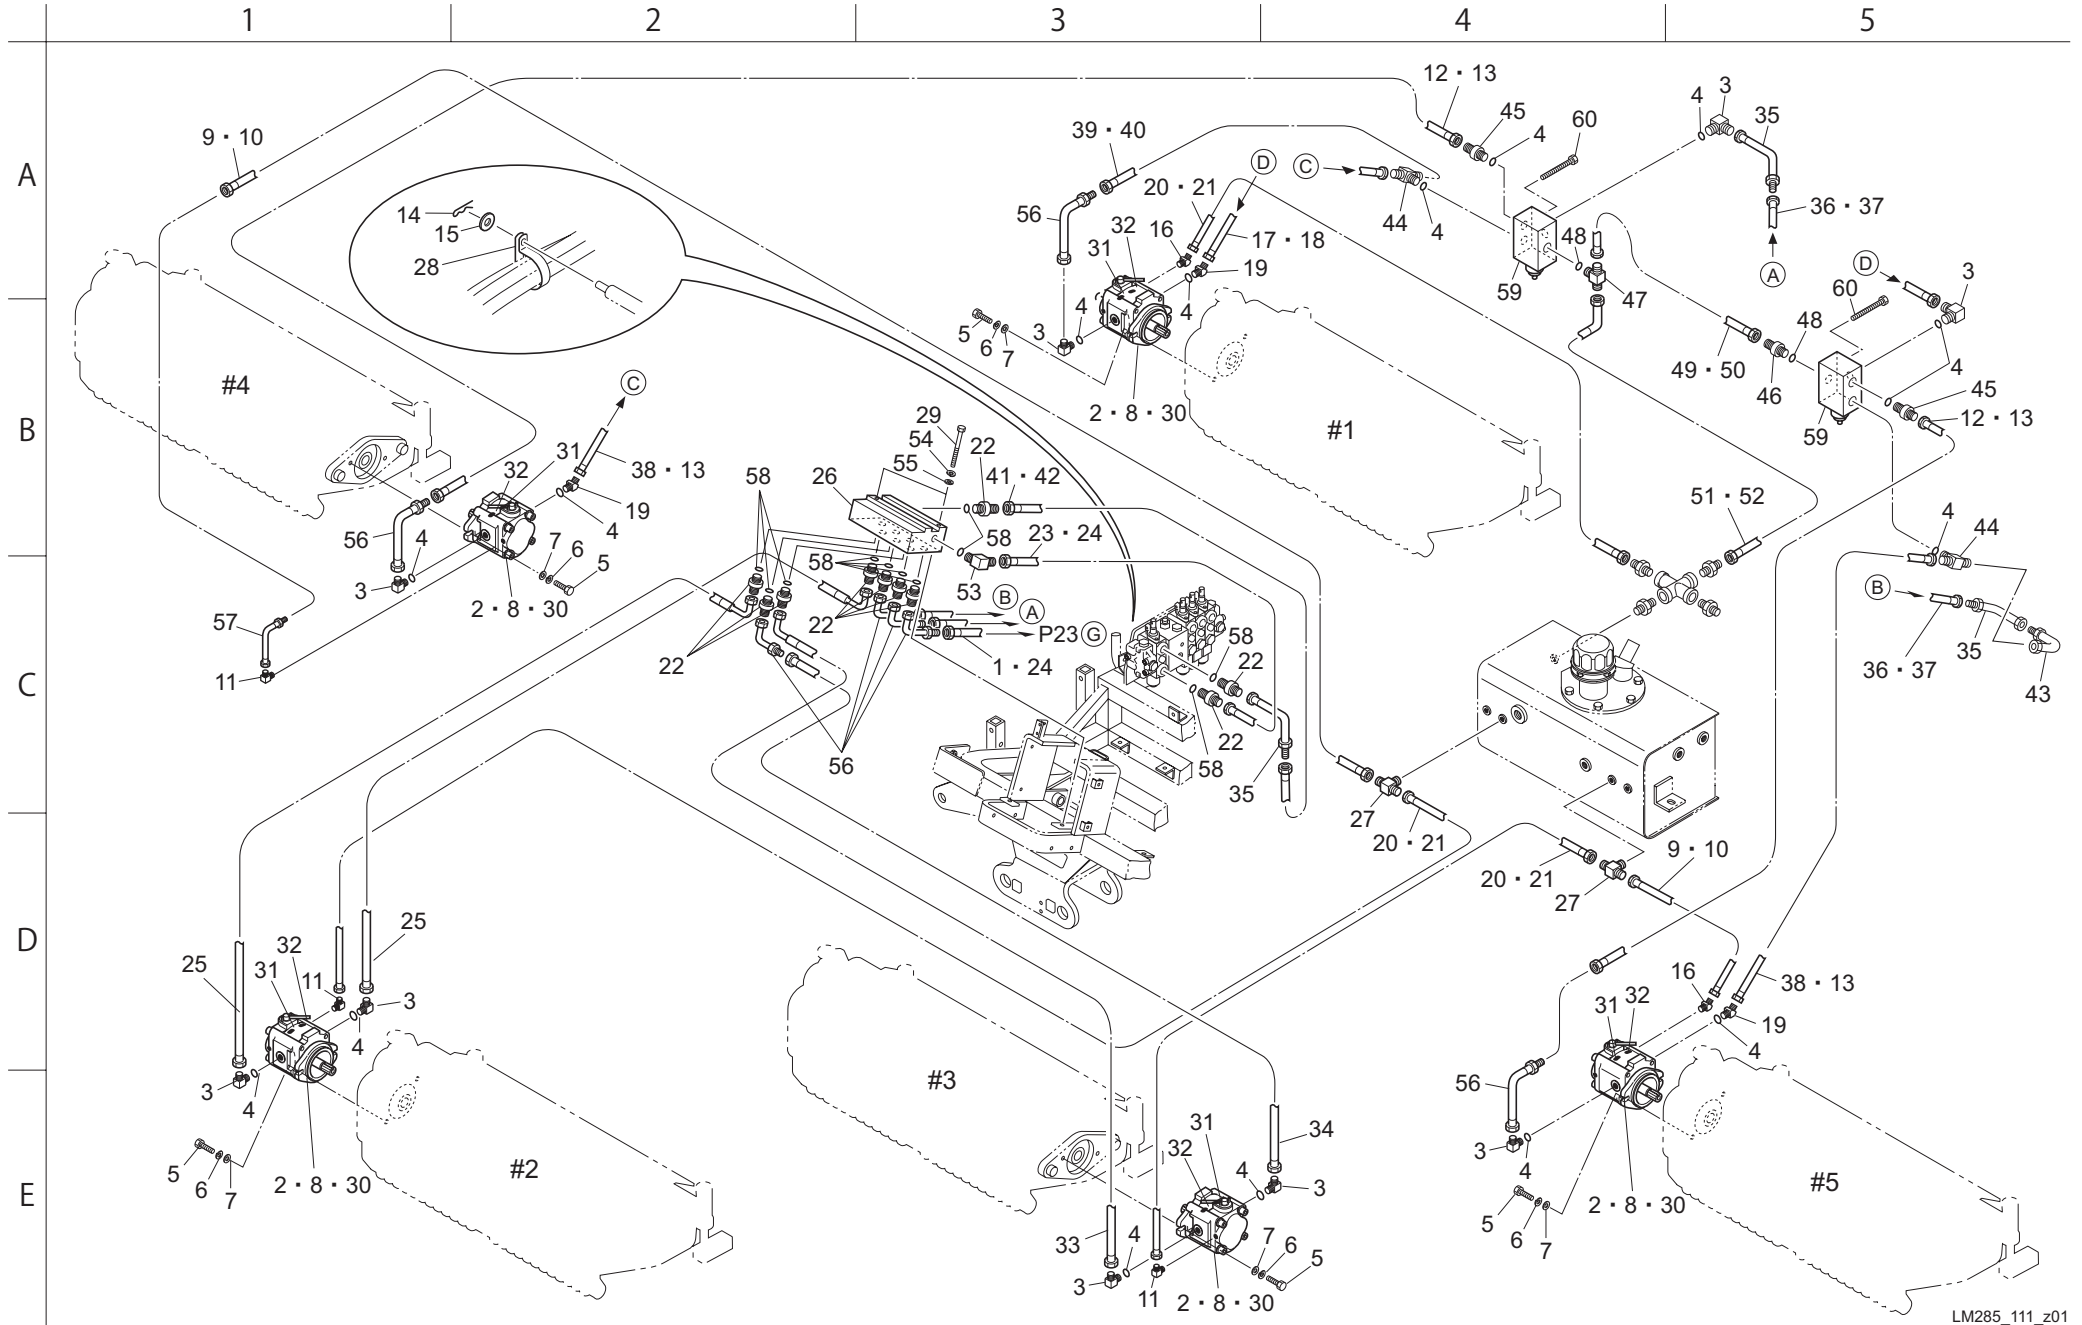 1 2 3 4 5
A
B
C
D
E
9 ▪ 10
14
15
28
39 ▪ 40
D
20 ▪ 21
56
32
16
31
17 ▪ 18
19
4
4
5
6
7
3
2 ▪ 8 ▪ 30
#1
12 ▪ 13
45
4
60
C
44
4
59
48
47
4
3
35
36 ▪ 37
A
D
3
60
48
49 ▪ 50
46
4
45
12 ▪ 13
59
#4
C
31
32
38 ▪ 13
19
4
56
4
3
7
6
5
2 ▪ 8 ▪ 30
57
11
29
54
55
22
26
41 ▪ 42
58
58
23 ▪ 24
53
58
22
22
B
A
P23 G
1 ▪ 24
56
58
22
22
58
35
51 ▪ 52
4
44
B
36 ▪ 37
35
43
27
20 ▪ 21
20 ▪ 21
27
9 ▪ 10
25
32
31
11
25
3
4
3
4
5
6
7
2 ▪ 8 ▪ 30
#2
#3
31
32
34
4
3
33
4
3
11
2 ▪ 8 ▪ 30
7
6
5
16
38 ▪ 13
32
31
19
4
56
3
4
5
6
7
2 ▪ 8 ▪ 30
#5
LM285_111_z01